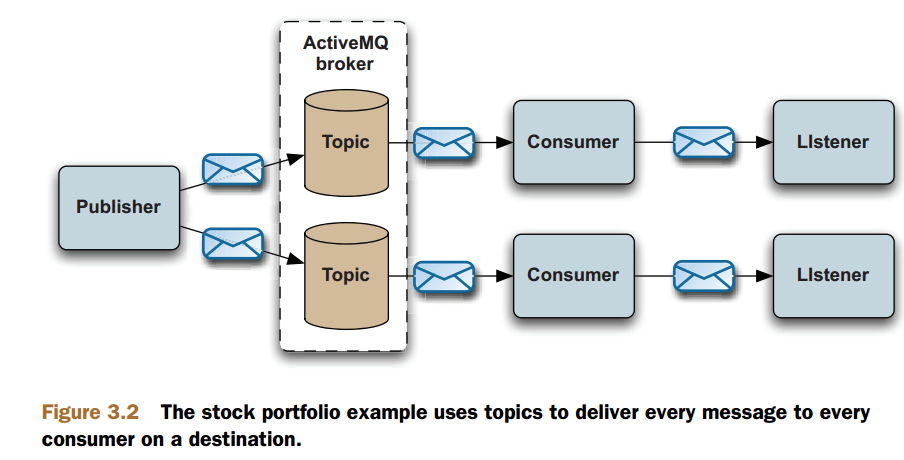 ActiveMQ
broker
Topic
Consumer
LIstener
Publisher
Topic
Consumer
LIstener
Figure 3.2 The stock portfolio example uses topics to deliver every message to every
consumer on a destination.